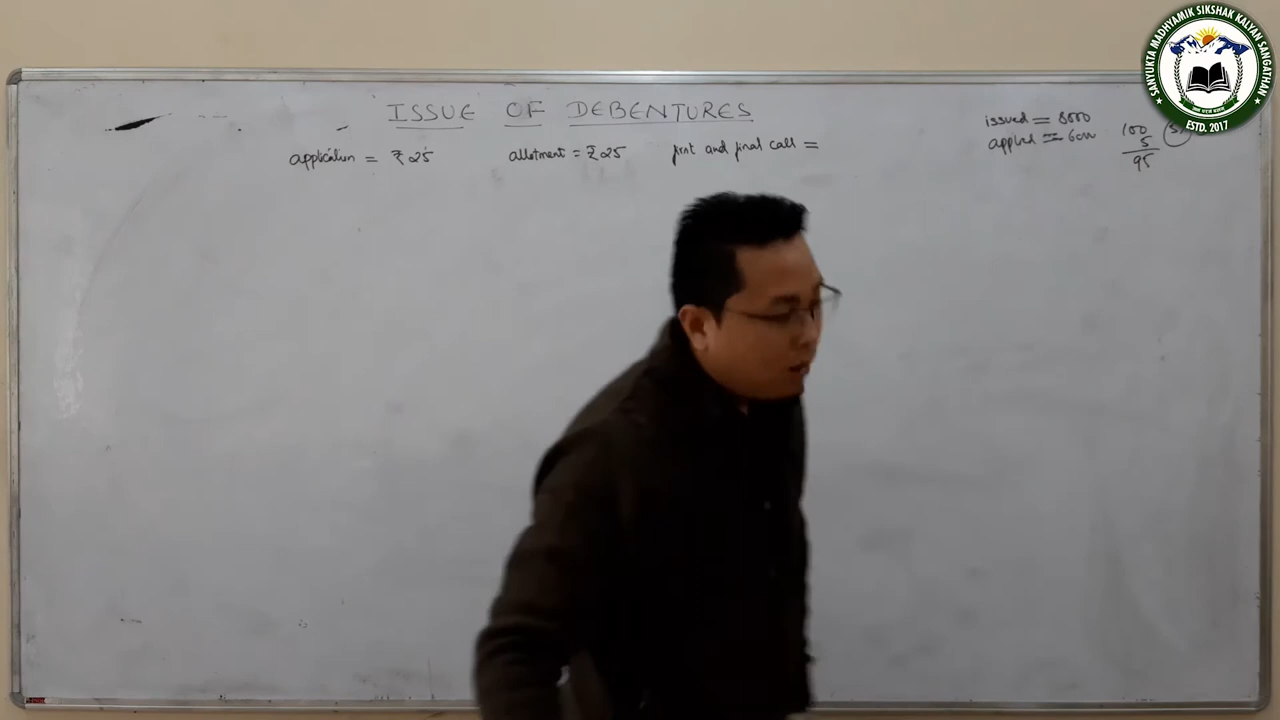 ISSUE OF DEBENTURES
application = ₹ 25 allotment = ₹ 25 first and final call =
issued = 8000
applied = 6000
100
5
95
SANYUKTA MADHYAMIK SIKSHAK KALYAN SANGATHAN
ESTD. 2017